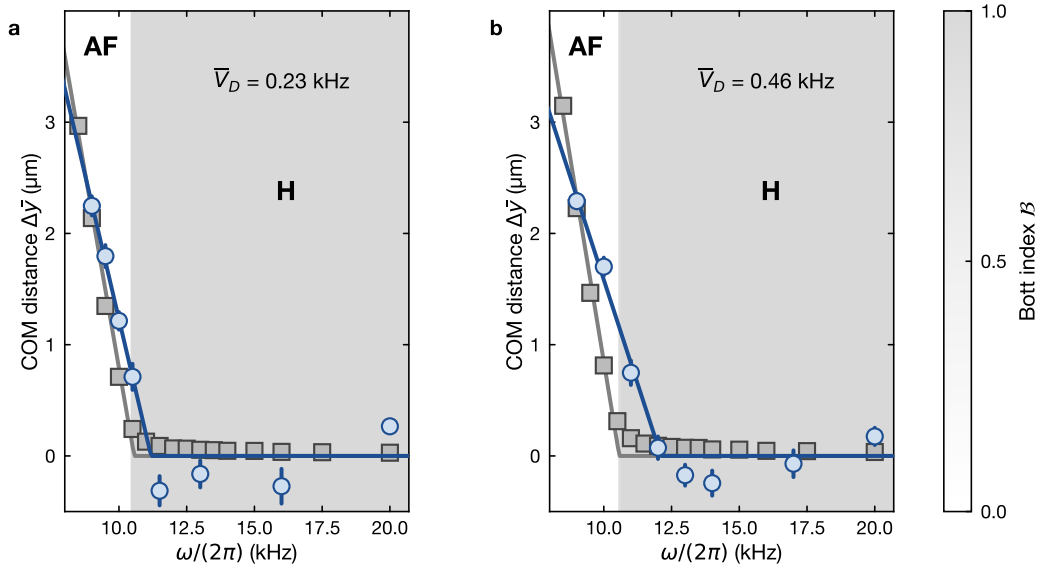 a
AF
V̅_D = 0.23 kHz
H
COM distance Δȳ (μm)
3
2
1
0
10.0 12.5 15.0 17.5 20.0
ω/(2π) (kHz)
b
AF
V̅_D = 0.46 kHz
H
COM distance Δȳ (μm)
3
2
1
0
10.0 12.5 15.0 17.5 20.0
ω/(2π) (kHz)
1.0
0.5
0.0
Bott index ℬ